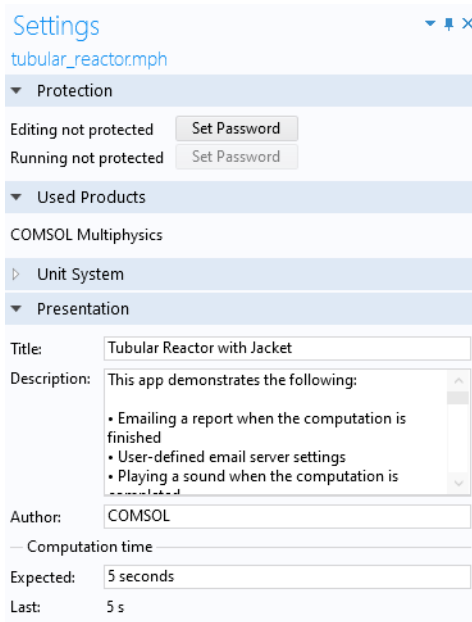 Settings
tubular_reactor.mph
Protection
Editing not protected Set Password
Running not protected Set Password
Used Products
COMSOL Multiphysics
Unit System
Presentation
Title: Tubular Reactor with Jacket
Description: This app demonstrates the following:
• Emailing a report when the computation is
finished
• User-defined email server settings
• Playing a sound when the computation is
Author: COMSOL
Computation time
Expected: 5 seconds
Last: 5 s